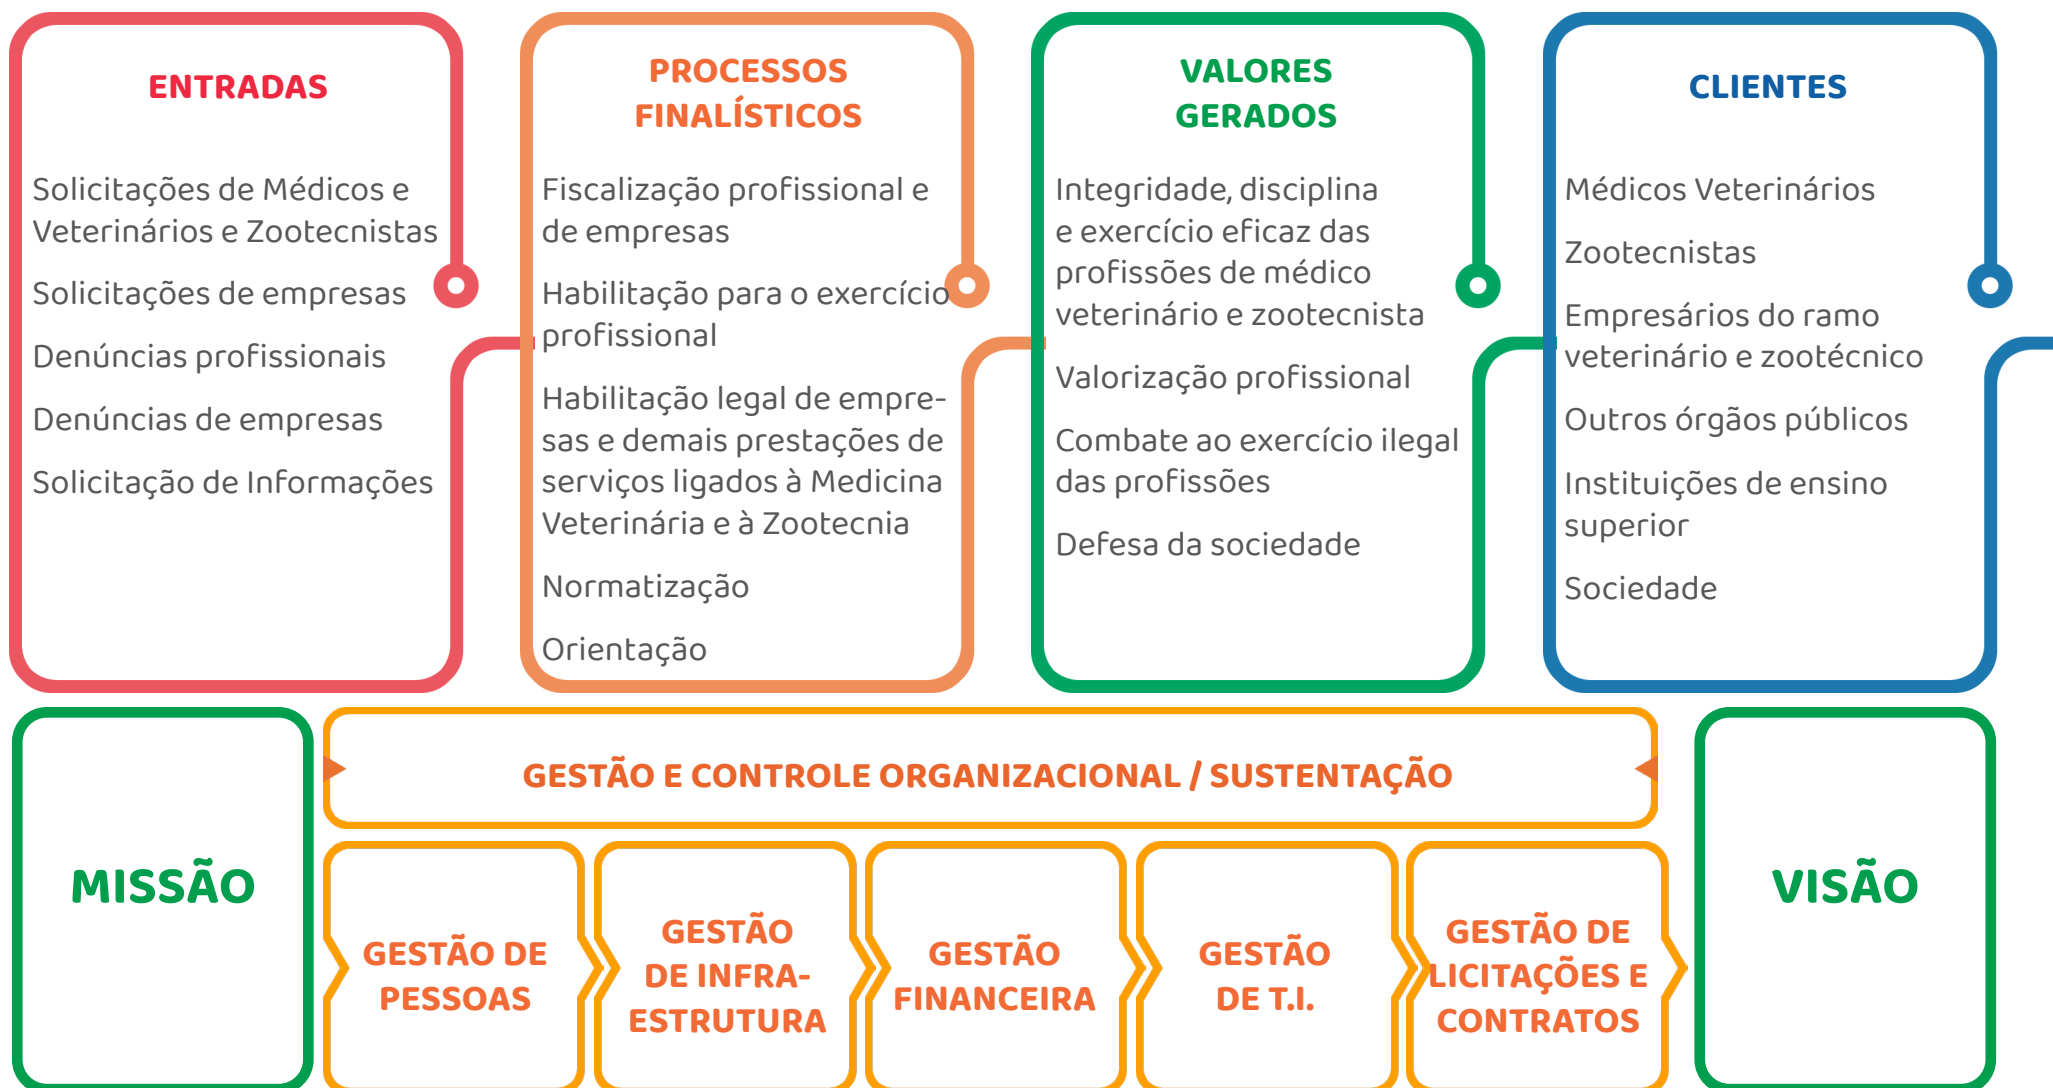 ENTRADAS
Solicitações de Médicos e
Veterinários e Zootecnistas
Solicitações de empresas
Denúncias profissionais
Denúncias de empresas
Solicitação de Informações
PROCESSOS
FINALÍSTICOS
Fiscalização profissional e
de empresas
Habilitação para o exercício
profissional
Habilitação legal de empre-
sas e demais prestações de
serviços ligados à Medicina
Veterinária e à Zootecnia
Normatização
Orientação
VALORES
GERADOS
Integridade, disciplina
e exercício eficaz das
profissões de médico
veterinário e zootecnista
Valorização profissional
Combate ao exercício ilegal
das profissões
Defesa da sociedade
CLIENTES
Médicos Veterinários
Zootecnistas
Empresários do ramo
veterinário e zootécnico
Outros órgãos públicos
Instituições de ensino
superior
Sociedade
MISSÃO
GESTÃO E CONTROLE ORGANIZACIONAL / SUSTENTAÇÃO
GESTÃO DE
PESSOAS
GESTÃO
DE INFRA-
ESTRUTURA
GESTÃO
FINANCEIRA
GESTÃO
DE T.I.
GESTÃO DE
LICITAÇÕES E
CONTRATOS
VISÃO